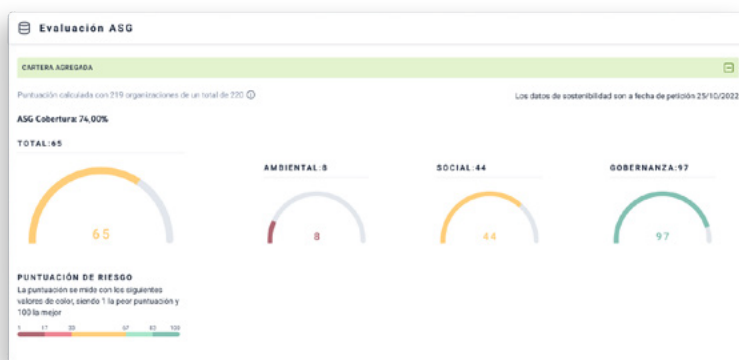 Evaluación ASG
CARTERA AGREGADA
Puntuación calculada con 219 organizaciones de un total de 220
Los datos de sostenibilidad son a fecha de petición 25/10/2022
ASG Cobertura: 74,00%
TOTAL:65
AMBIENTAL:8
SOCIAL:44
GOBERNANZA:97
65
8
44
97
PUNTUACIÓN DE RIESGO
La puntuación se mide con los siguientes
valores de color, siendo 1 la peor puntuación y
100 la mejor
1 17 33 67 83 100